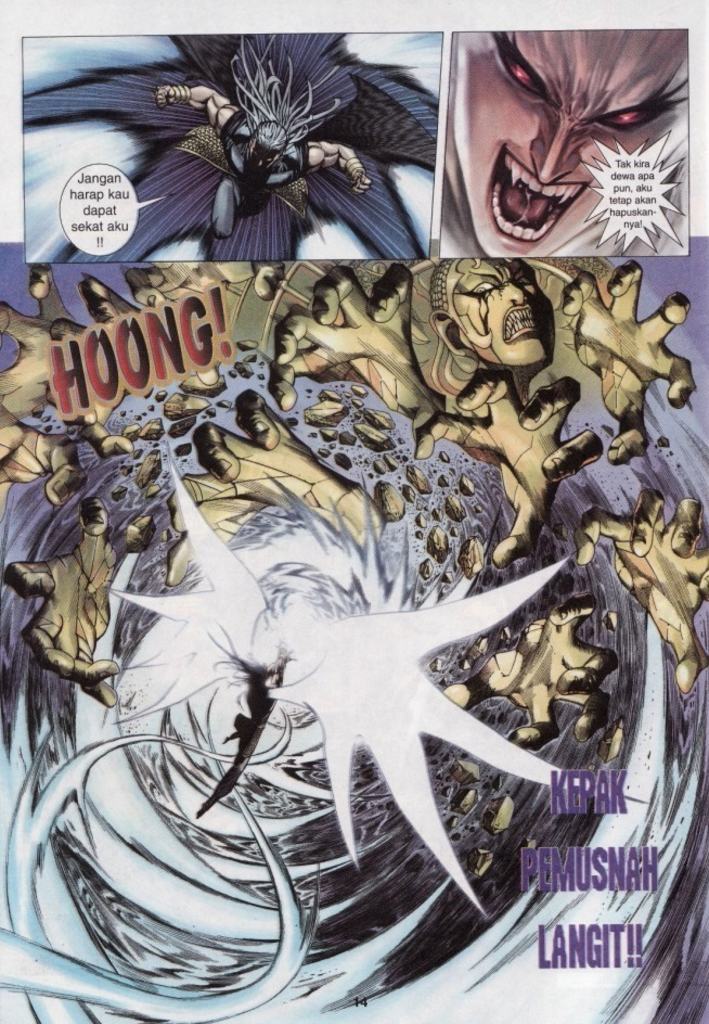 Jangan
harap kau
dapat
sekat aku
!!
Tak kira
dewa apa
pun, aku
tetap akan
hapuskan-
nya!
HOONG!
KEPAK
PEMUSNAH
LANGIT!!
14